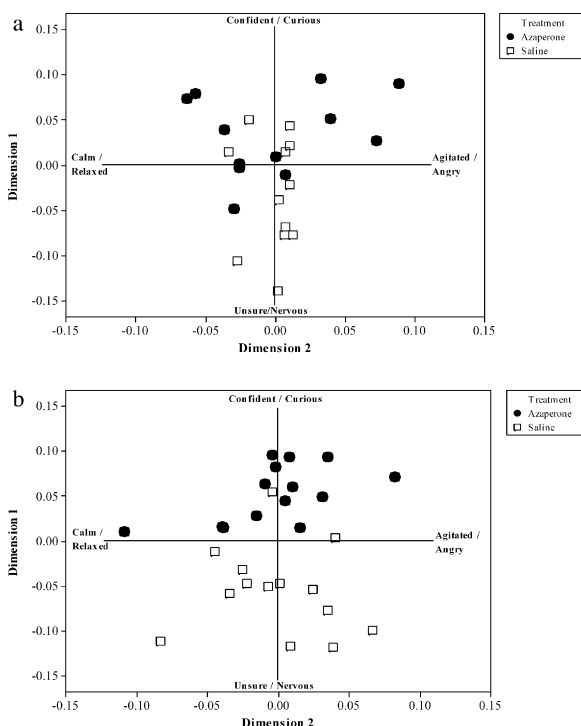 a
Confident / Curious
Treatment
Azaperone
Saline
0.15
0.10
0.05
0.00
-0.05
-0.10
-0.15
Dimension 1
Calm /
Relaxed
Agitated /
Angry
Unsure/Nervous
-0.15
-0.10
-0.05
0.00
0.05
0.10
0.15
Dimension 2
b
Confident / Curious
Treatment
Azaperone
Saline
0.15
0.10
0.05
0.00
-0.05
-0.10
-0.15
Dimension 1
Calm /
Relaxed
Agitated /
Angry
Unsure / Nervous
-0.15
-0.10
-0.05
0.00
0.05
0.10
0.15
Dimension 2